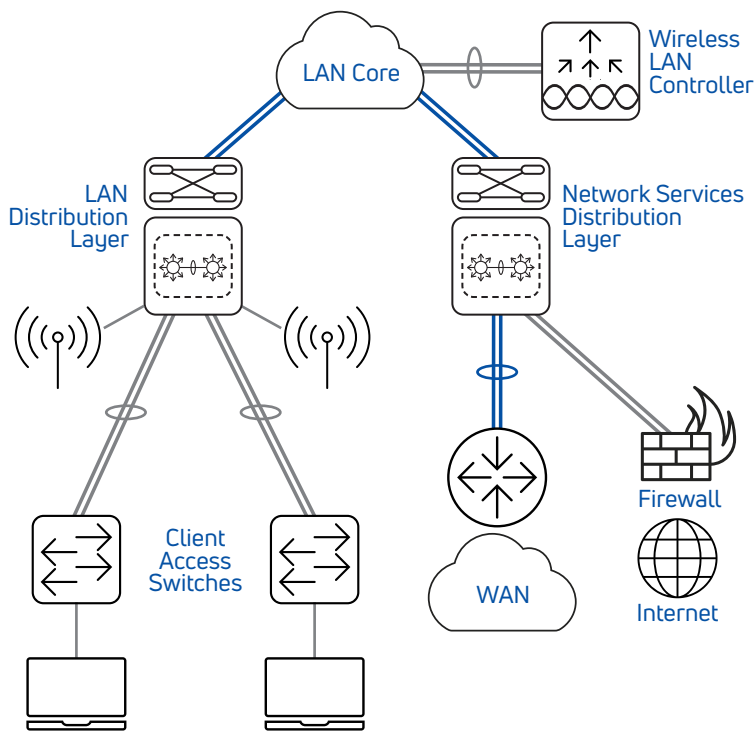 LAN Core
Wireless
LAN
Controller
LAN
Distribution
Layer
Network Services
Distribution
Layer
Firewall
Client
Access
Switches
WAN
Internet